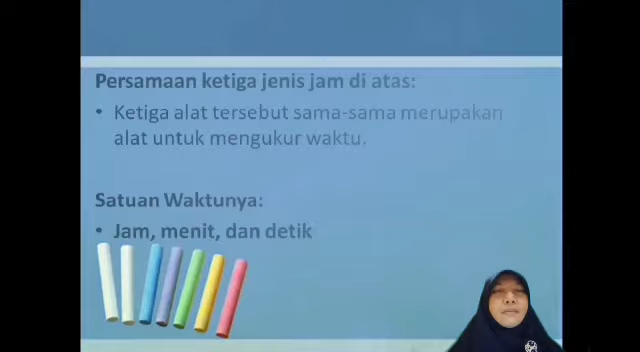 Persamaan ketiga jenis jam di atas:
• Ketiga alat tersebut sama-sama merupakan
alat untuk mengukur waktu.
Satuan Waktunya:
• Jam, menit, dan detik